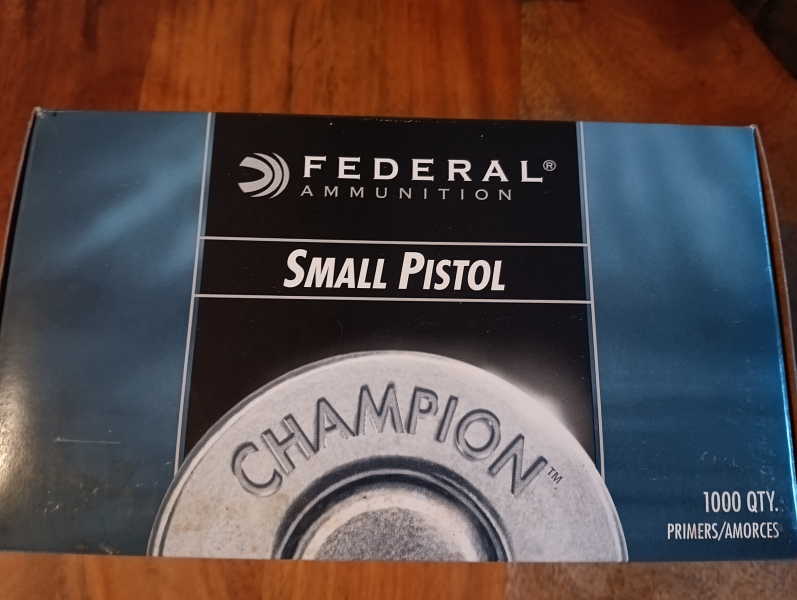 FEDERAL®
AMMUNITION
SMALL PISTOL
CHAMPION™
1000 QTY.
PRIMERS/AMORCES